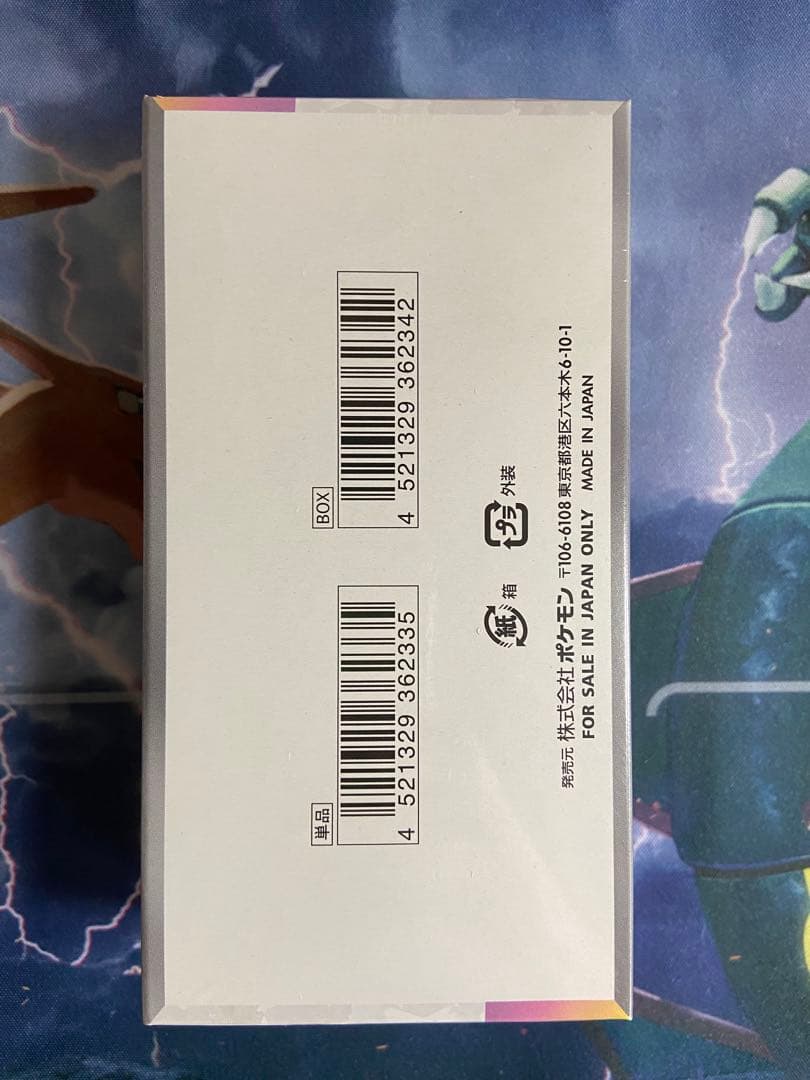 単品
4 521329 362335
BOX
4 521329 362342
紙 箱
プラ 外装
発売元 株式会社 ポケモン 〒106-6108 東京都港区六本木6-10-1
FOR SALE IN JAPAN ONLY MADE IN JAPAN